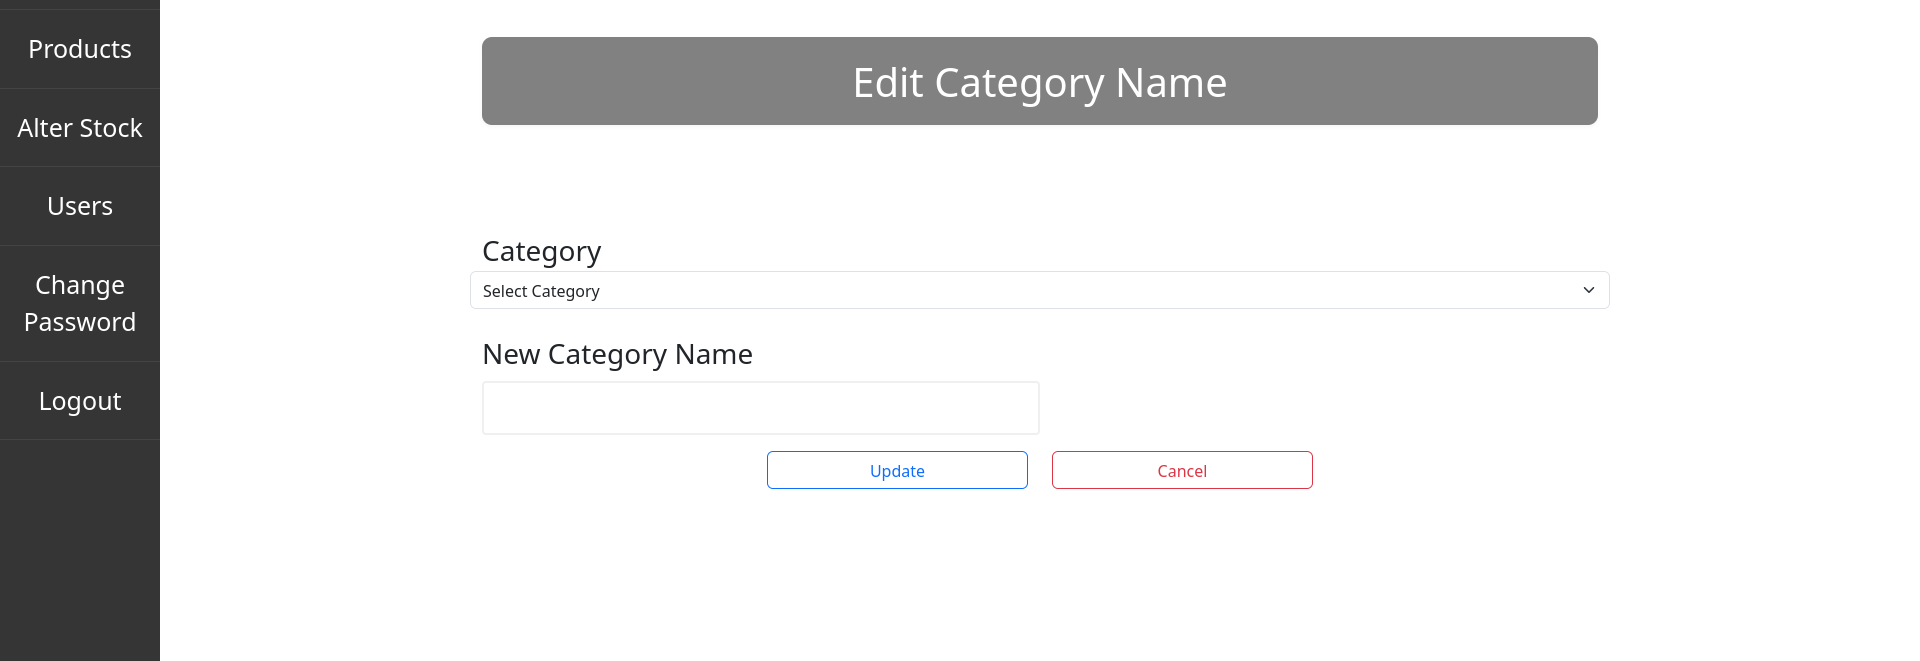 Products
Alter Stock
Users
Change
Password
Logout
Edit Category Name
Category
Select Category
New Category Name
Update
Cancel